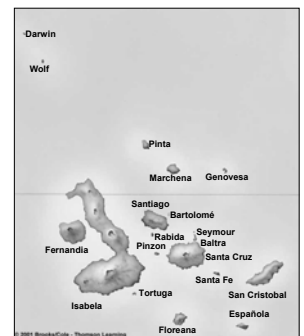 Darwin
Wolf
Pinta
Marchena
Genovesa
Santiago
Bartolomé
Rabida
Seymour
Baltra
Pinzon
Fernandia
Santa Cruz
Santa Fe
Tortuga
San Cristobal
Isabela
Floreana
Española
© 2001 Brooks/Cole - Thomson Learning